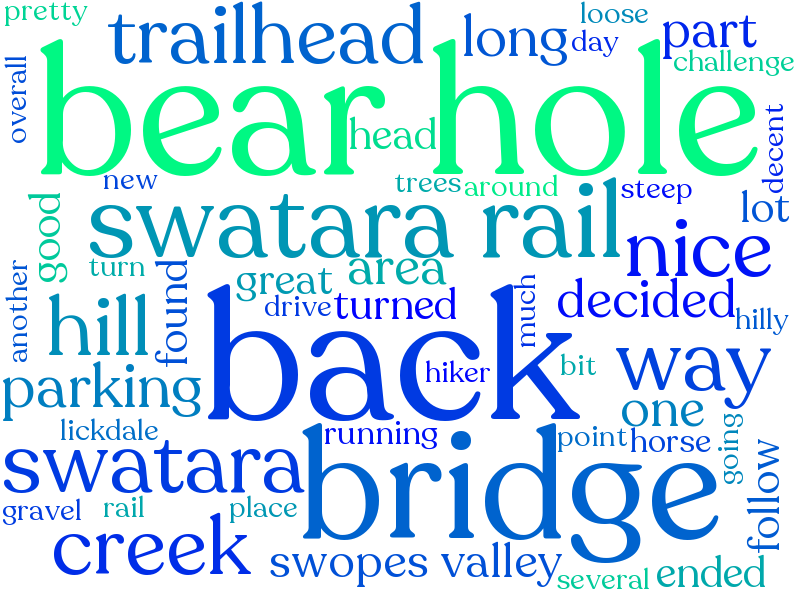 pretty
trailhead
long
loose
day
part
challenge
overall
bear hole
head
decent
new
trees
around
steep
lot
good
swatara rail
nice
turn
great
area
another
found
hill
drive
turned
much
decided
hilly
back
hiker
bit
way
parking
one
lickdale
running
point
horse
going
follow
swatara
bridge
gravel
rail
place
creek
swopes valley
several
ended